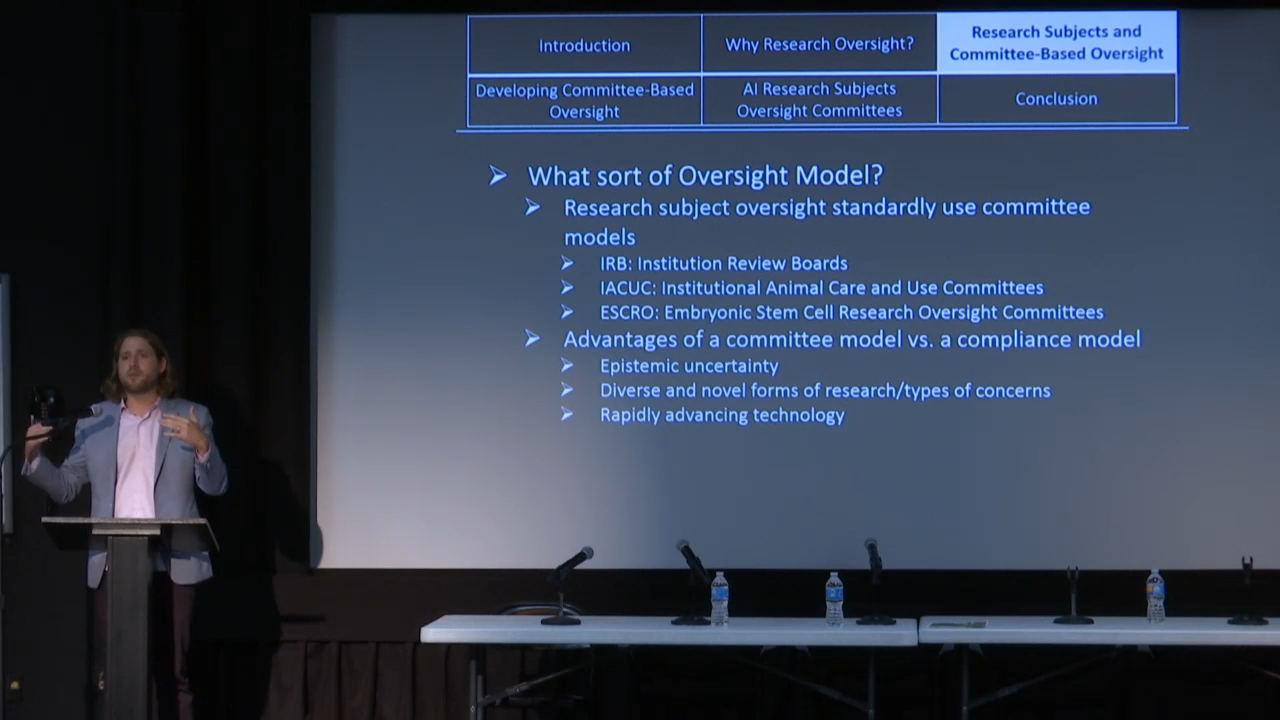 Introduction
Why Research Oversight?
Research Subjects and
Committee-Based Oversight
Developing Committee-Based
Oversight
AI Research Subjects
Oversight Committees
Conclusion
What sort of Oversight Model?
Research subject oversight standardly use committee
models
IRB: Institution Review Boards
IACUC: Institutional Animal Care and Use Committees
ESCRO: Embryonic Stem Cell Research Oversight Committees
Advantages of a committee model vs. a compliance model
Epistemic uncertainty
Diverse and novel forms of research/types of concerns
Rapidly advancing technology